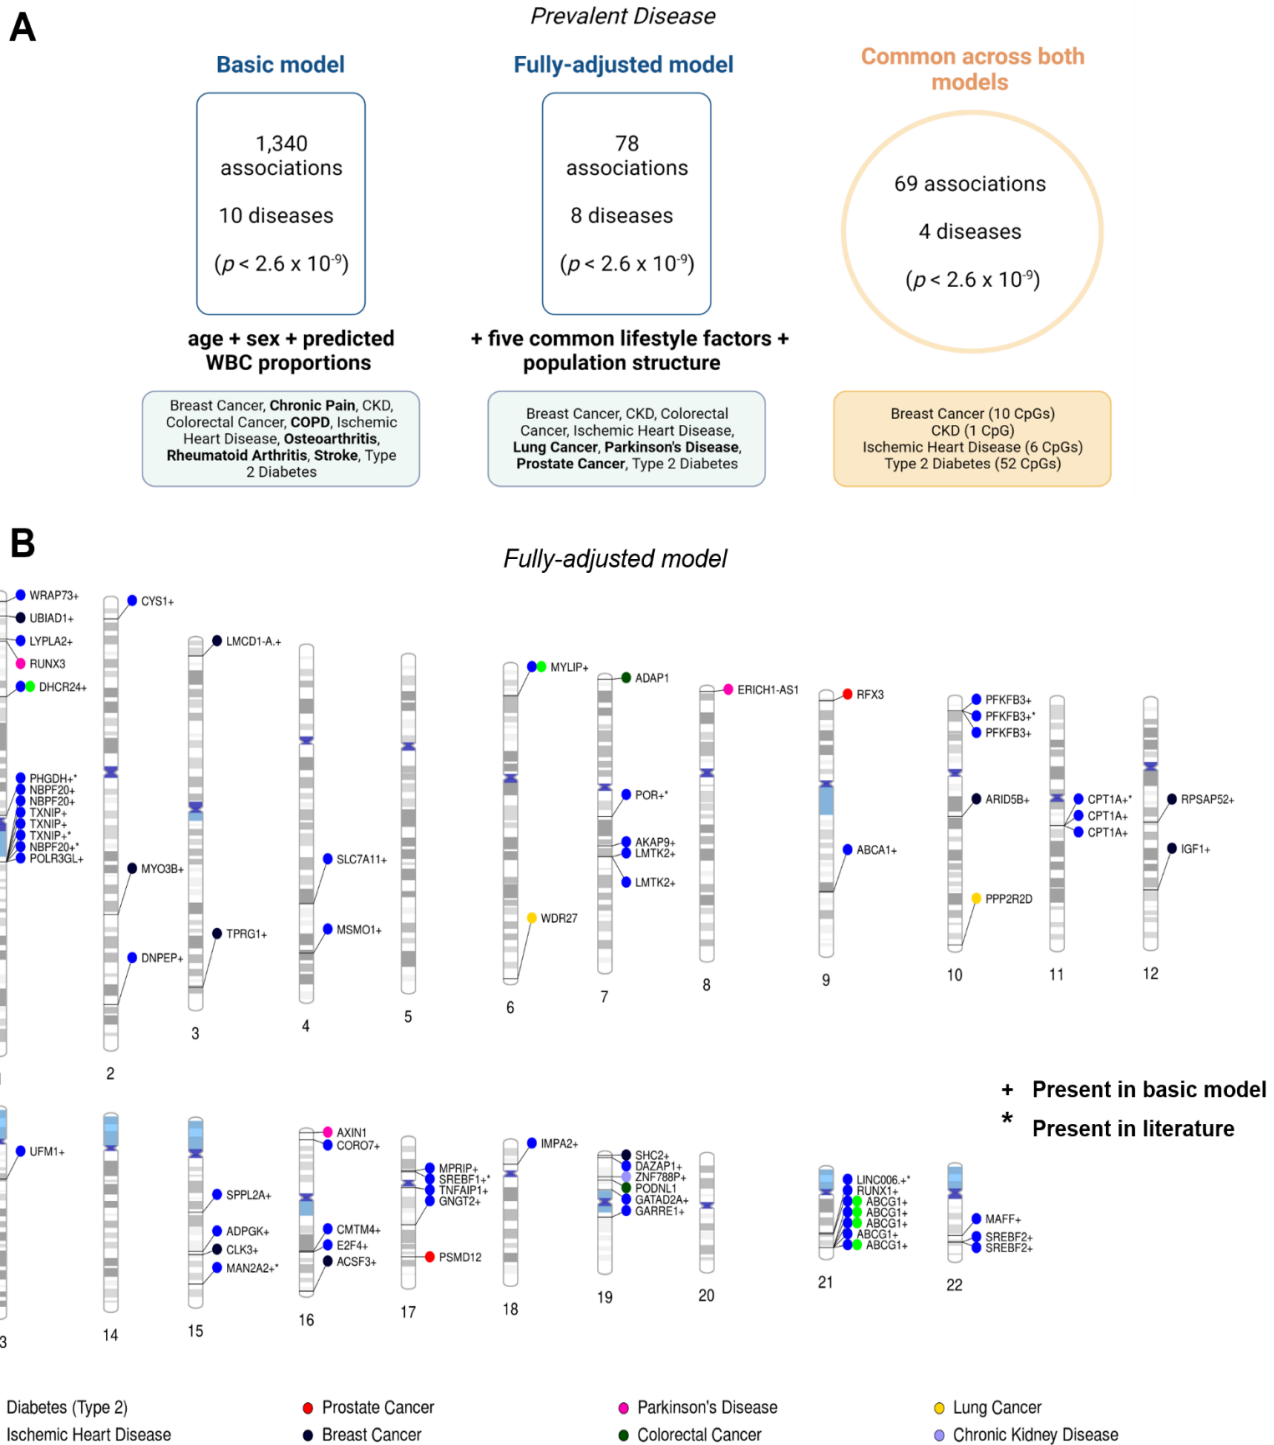 A
Prevalent Disease
Basic model
1,340
associations
10 diseases
(p < 2.6 x 10⁻⁹)
age + sex + predicted
WBC proportions
Breast Cancer, Chronic Pain, CKD,
Colorectal Cancer, COPD, Ischemic
Heart Disease, Osteoarthritis,
Rheumatoid Arthritis, Stroke, Type
2 Diabetes
Fully-adjusted model
78
associations
8 diseases
(p < 2.6 x 10⁻⁹)
+ five common lifestyle factors +
population structure
Breast Cancer, CKD, Colorectal
Cancer, Ischemic Heart Disease,
Lung Cancer, Parkinson's Disease,
Prostate Cancer, Type 2 Diabetes
Common across both
models
69 associations
4 diseases
(p < 2.6 x 10⁻⁹)
Breast Cancer (10 CpGs)
CKD (1 CpG)
Ischemic Heart Disease (6 CpGs)
Type 2 Diabetes (52 CpGs)
B
Fully-adjusted model
WRAP73+
UBIAD1+
LYPLA2+
RUNX3
DHCR24+
PHGDH+*
NBPF20+
NBPF20+
TXNIP+
TXNIP+
TXNIP+*
NBPF20+*
POLR3GL+
CYS1+
MYO3B+
DNPEP+
2
LMCD1-A.+
TPRG1+
3
SLC7A11+
MSMO1+
4
5
MYLIP+
WDR27
6
ADAP1
POR+*
AKAP9+
LMTK2+
LMTK2+
7
ERICH1-AS1
8
RFX3
ABCA1+
9
PFKFB3+
PFKFB3+*
PFKFB3+
ARID5B+
PPP2R2D
10
CPT1A+*
CPT1A+
CPT1A+
11
RPSAP52+
IGF1+
12
+ Present in basic model
* Present in literature
UFM1+
3
14
SPPL2A+
ADPGK+
CLK3+
MAN2A2+*
15
AXIN1
CORO7+
CMTM4+
E2F4+
ACSF3+
16
MPRIP+
SREBF1+*
TNFAIP1+
GNGT2+
PSMD12
17
IMPA2+
18
SHC2+
DAZAP1+
ZNF788P+
PODNL1
GATAD2A+
GARRE1+
19
20
LINC006.+*
RUNX1+
ABCG1+
ABCG1+
ABCG1+
ABCG1+
ABCG1+
21
MAFF+
SREBF2+
SREBF2+
22
Diabetes (Type 2)
Prostate Cancer
Parkinson's Disease
Lung Cancer
Ischemic Heart Disease
Breast Cancer
Colorectal Cancer
Chronic Kidney Disease